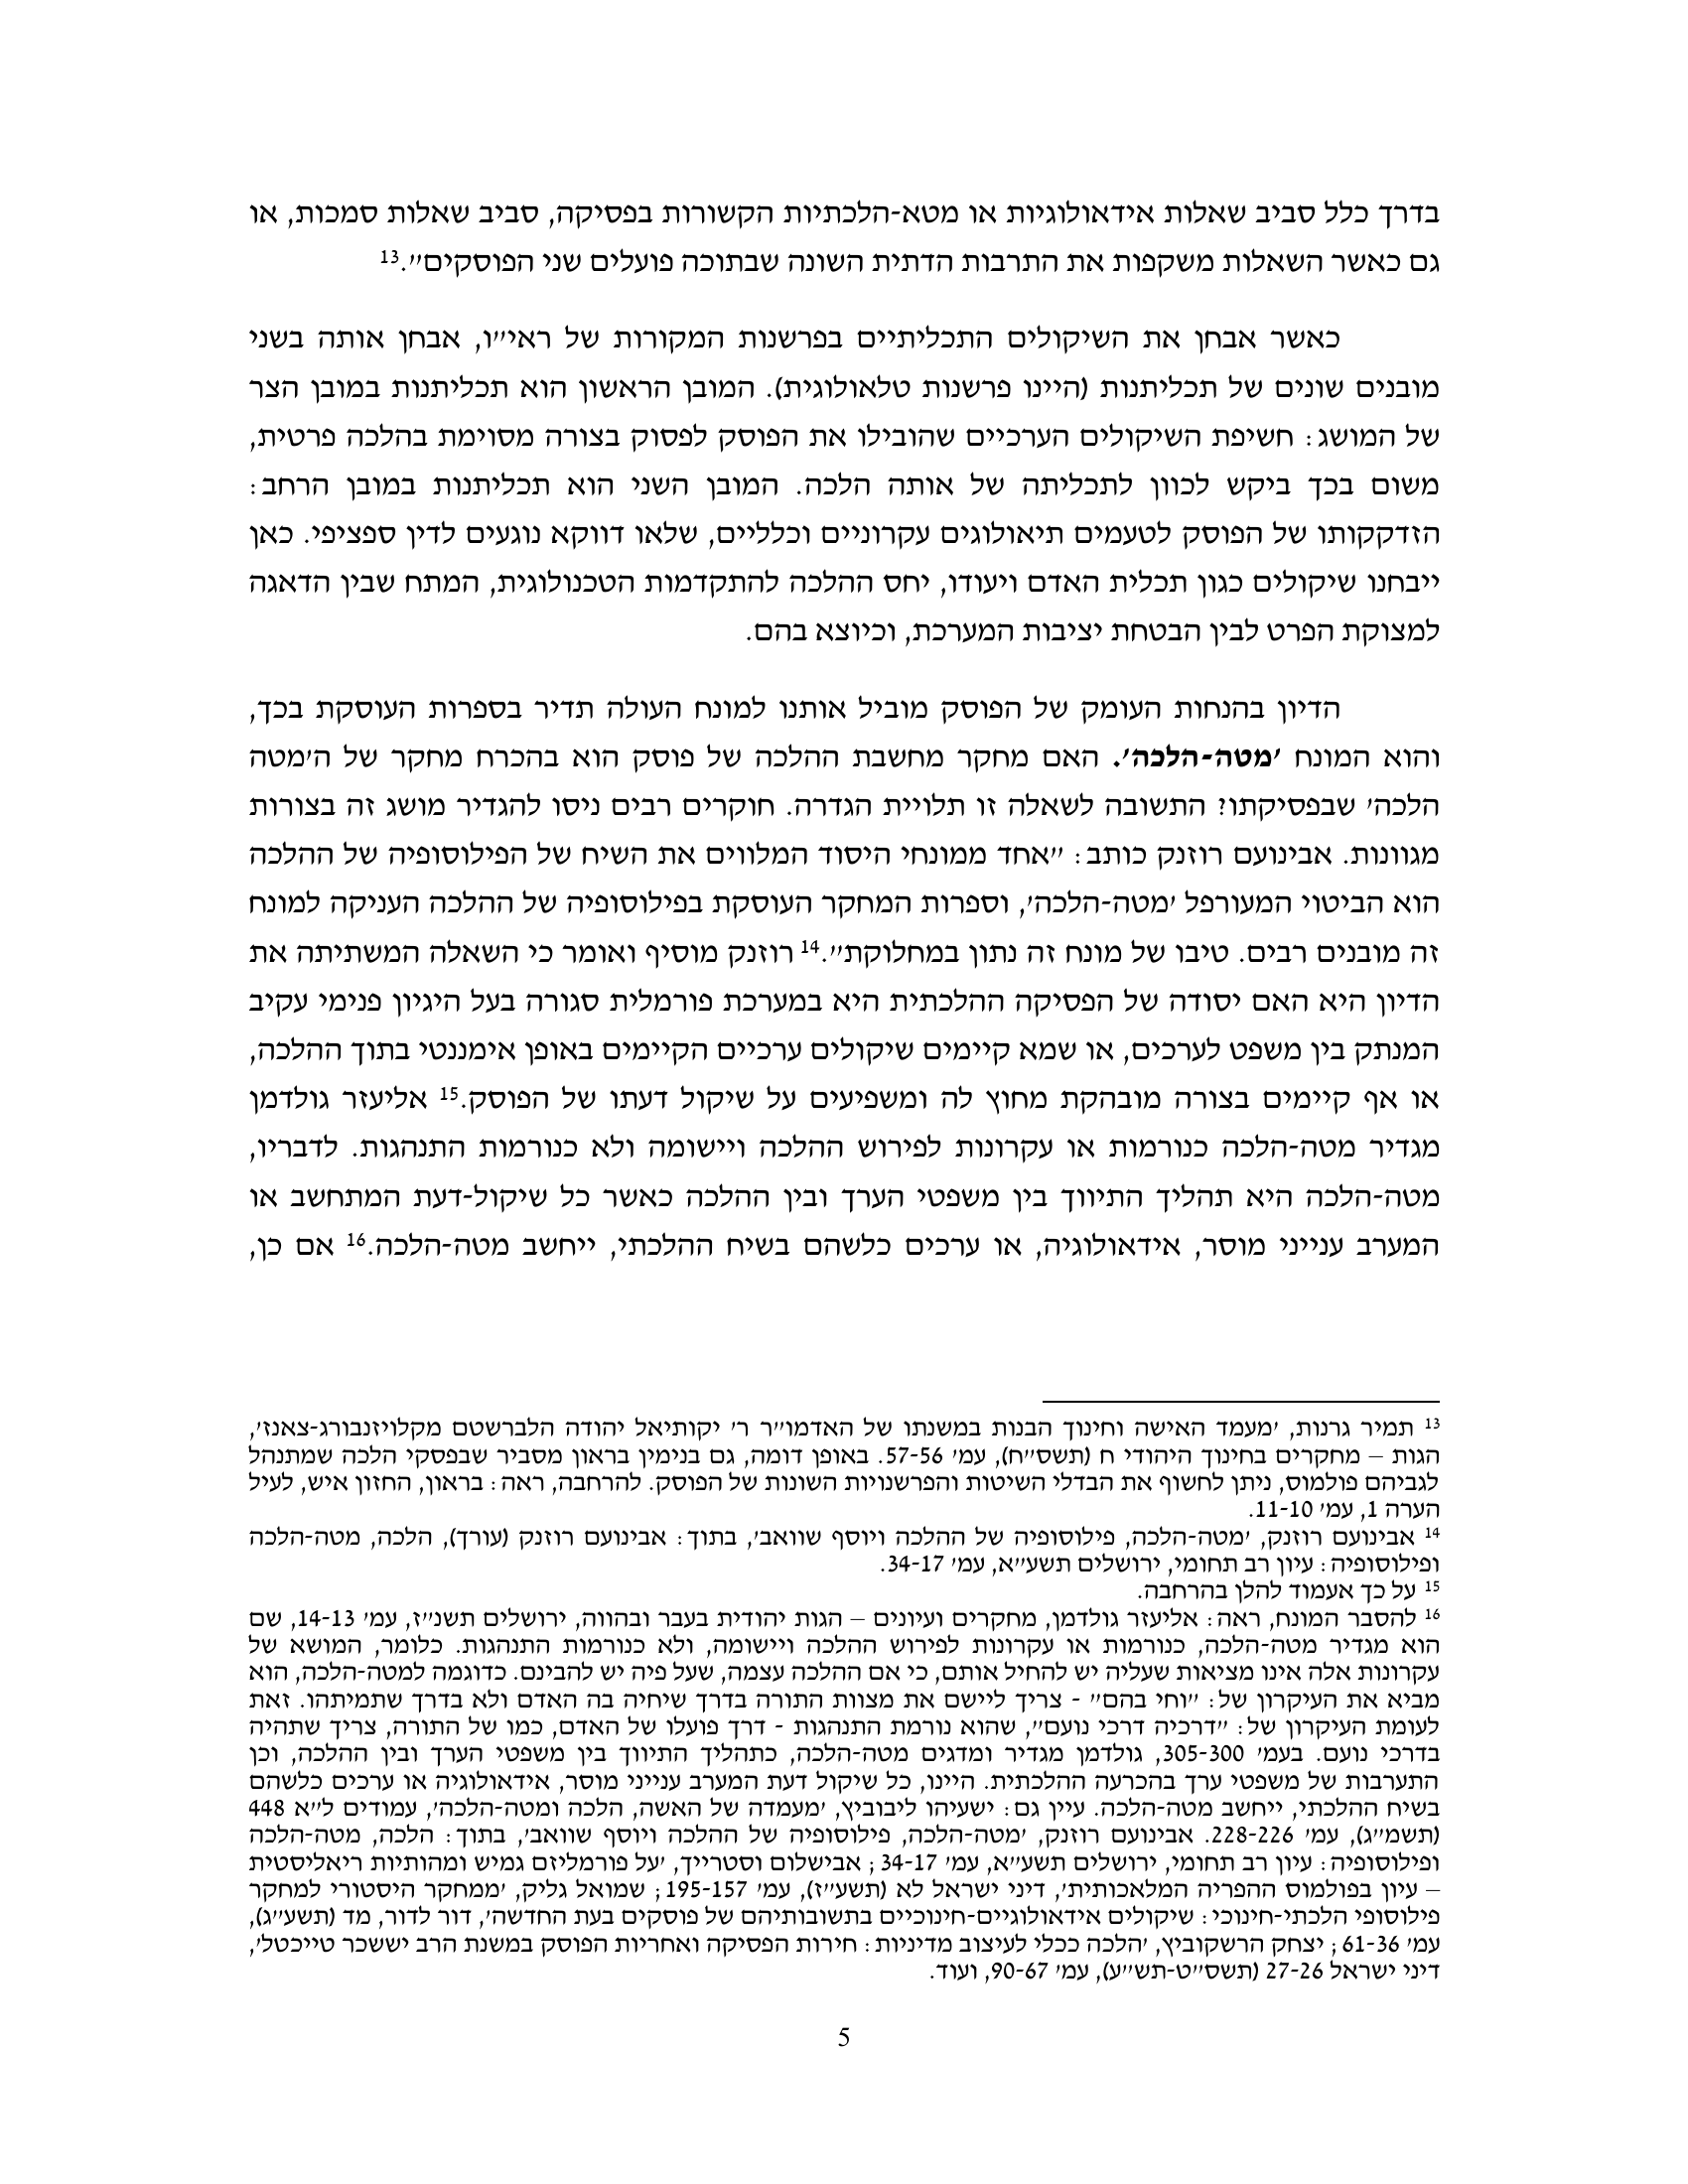 בדרך כלל סביב שאלות אידאולוגיות או מטא-הלכתיות הקשורות בפסיקה, סביב שאלות סמכות, או
גם כאשר השאלות משקפות את התרבות הדתית השונה שבתוכה פועלים שני הפוסקים״.13
כאשר אבחן את השיקולים התכליתיים בפרשנות המקורות של ראי״ו, אבחן אותה בשני
מובנים שונים של תכליתנות (היינו פרשנות טלאולוגית). המובן הראשון הוא תכליתנות במובן הצר
של המושג: חשיפת השיקולים הערכיים שהובילו את הפוסק לפסוק בצורה מסוימת בהלכה פרטית,
משום בכך ביקש לכוון לתכליתה של אותה הלכה. המובן השני הוא תכליתנות במובן הרחב:
הזדקקותו של הפוסק לטעמים תיאולוגים עקרוניים וכלליים, שלאו דווקא נוגעים לדין ספציפי. כאן
ייבחנו שיקולים כגון תכלית האדם ויעודו, יחס ההלכה להתקדמות הטכנולוגית, המתח שבין הדאגה
למצוקת הפרט לבין הבטחת יציבות המערכת, וכיוצא בהם.
הדיון בהנחות העומק של הפוסק מוביל אותנו למונח העולה תדיר בספרות העוסקת בכך,
והוא המונח ׳מטה-הלכה׳. האם מחקר מחשבת ההלכה של פוסק הוא בהכרח מחקר של ה׳מטה
הלכה׳ שבפסיקתו? התשובה לשאלה זו תלויית הגדרה. חוקרים רבים ניסו להגדיר מושג זה בצורות
מגוונות. אבינועם רוזנק כותב: ״אחד ממונחי היסוד המלווים את השיח של הפילוסופיה של ההלכה
הוא הביטוי המעורפל ׳מטה-הלכה׳, וספרות המחקר העוסקת בפילוסופיה של ההלכה העניקה למונח
זה מובנים רבים. טיבו של מונח זה נתון במחלוקת״.14 רוזנק מוסיף ואומר כי השאלה המשתיתה את
הדיון היא האם יסודה של הפסיקה ההלכתית היא במערכת פורמלית סגורה בעל היגיון פנימי עקיב
המנתק בין משפט לערכים, או שמא קיימים שיקולים ערכיים הקיימים באופן אימננטי בתוך ההלכה,
או אף קיימים בצורה מובהקת מחוץ לה ומשפיעים על שיקול דעתו של הפוסק.15 אליעזר גולדמן
מגדיר מטה-הלכה כנורמות או עקרונות לפירוש ההלכה ויישומה ולא כנורמות התנהגות. לדבריו,
מטה-הלכה היא תהליך התיווך בין משפטי הערך ובין ההלכה כאשר כל שיקול-דעת המתחשב או
המערב ענייני מוסר, אידאולוגיה, או ערכים כלשהם בשיח ההלכתי, ייחשב מטה-הלכה.16 אם כן,
13 תמיר גרנות, ׳מעמד האישה וחינוך הבנות במשנתו של האדמו״ר ר׳ יקותיאל יהודה הלברשטם מקלויזנבורג-צאנז׳,
הגות – מחקרים בחינוך היהודי ח (תשס״ח), עמ׳ 57-56. באופן דומה, גם בנימין בראון מסביר שבפסקי הלכה שמתנהל
לגביהם פולמוס, ניתן לחשוף את הבדלי השיטות והפרשנויות השונות של הפוסק. להרחבה, ראה: בראון, החזון איש, לעיל
הערה 1, עמ׳ 11-10.
14 אבינועם רוזנק, ׳מטה-הלכה, פילוסופיה של ההלכה ויוסף שוואב׳, בתוך: אבינועם רוזנק (עורך), הלכה, מטה-הלכה
ופילוסופיה: עיון רב תחומי, ירושלים תשע״א, עמ׳ 34-17.
15 על כך אעמוד להלן בהרחבה.
16 להסבר המונח, ראה: אליעזר גולדמן, מחקרים ועיונים – הגות יהודית בעבר ובהווה, ירושלים תשנ״ז, עמ׳ 14-13, שם
הוא מגדיר מטה-הלכה, כנורמות או עקרונות לפירוש ההלכה ויישומה, ולא כנורמות התנהגות. כלומר, המושא של
עקרונות אלה אינו מציאות שעליה יש להחיל אותם, כי אם ההלכה עצמה, שעל פיה יש להבינם. כדוגמה למטה-הלכה, הוא
מביא את העיקרון של: ״וחי בהם״ - צריך ליישם את מצוות התורה בדרך שיחיה בה האדם ולא בדרך שתמיתהו. זאת
לעומת העיקרון של: ״דרכיה דרכי נועם״, שהוא נורמת התנהגות - דרך פועלו של האדם, כמו של התורה, צריך שתהיה
בדרכי נועם. בעמ׳ 305-300, גולדמן מגדיר ומדגים מטה-הלכה, כתהליך התיווך בין משפטי הערך ובין ההלכה, וכן
התערבות של משפטי ערך בהכרעה ההלכתית. היינו, כל שיקול דעת המערב ענייני מוסר, אידאולוגיה או ערכים כלשהם
בשיח ההלכתי, ייחשב מטה-הלכה. עיין גם: ישעיהו ליבוביץ, ׳מעמדה של האשה, הלכה ומטה-הלכה׳, עמודים ל״א 448
(תשמ״ג), עמ׳ 228-226. אבינועם רוזנק, ׳מטה-הלכה, פילוסופיה של ההלכה ויוסף שוואב׳, בתוך: הלכה, מטה-הלכה
ופילוסופיה: עיון רב תחומי, ירושלים תשע״א, עמ׳ 34-17; אבישלום וסטרייך, ׳על פורמליזם גמיש ומהותיות ריאליסטית
– עיון בפולמוס ההפריה המלאכותית׳, דיני ישראל לא (תשע״ז), עמ׳ 195-157; שמואל גליק, ׳ממחקר היסטורי למחקר
פילוסופי הלכתי-חינוכי: שיקולים אידאולוגיים-חינוכיים בתשובותיהם של פוסקים בעת החדשה׳, דור לדור, מד (תשע״ג),
עמ׳ 61-36; יצחק הרשקוביץ, ׳הלכה ככלי לעיצוב מדיניות: חירות הפסיקה ואחריות הפוסק במשנת הרב יששכר טייכטל׳,
דיני ישראל 27-26 (תשס״ט-תש״ע), עמ׳ 90-67, ועוד.
5